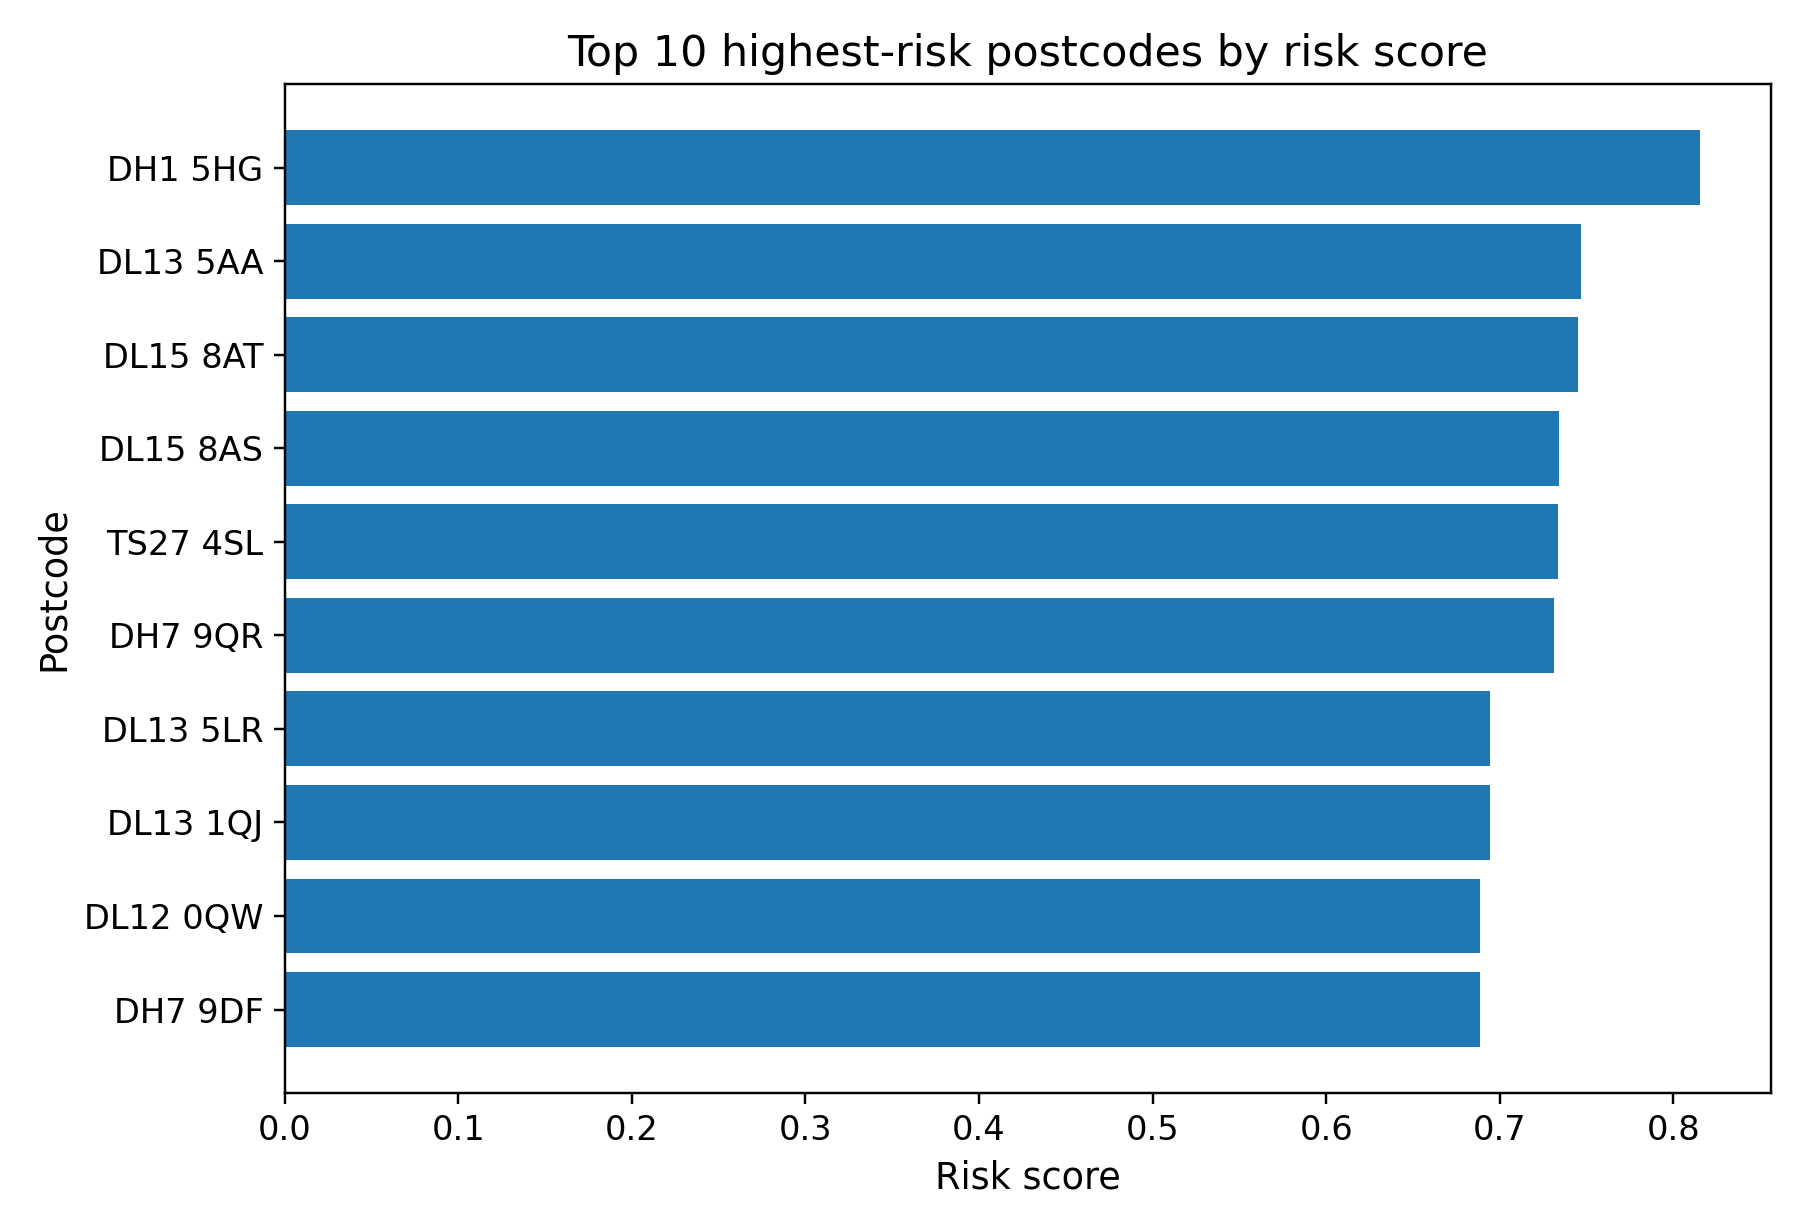 Top 10 highest-risk postcodes by risk score
Postcode
DH1 5HG
DL13 5AA
DL15 8AT
DL15 8AS
TS27 4SL
DH7 9QR
DL13 5LR
DL13 1QJ
DL12 0QW
DH7 9DF
0.0 0.1 0.2 0.3 0.4 0.5 0.6 0.7 0.8
Risk score